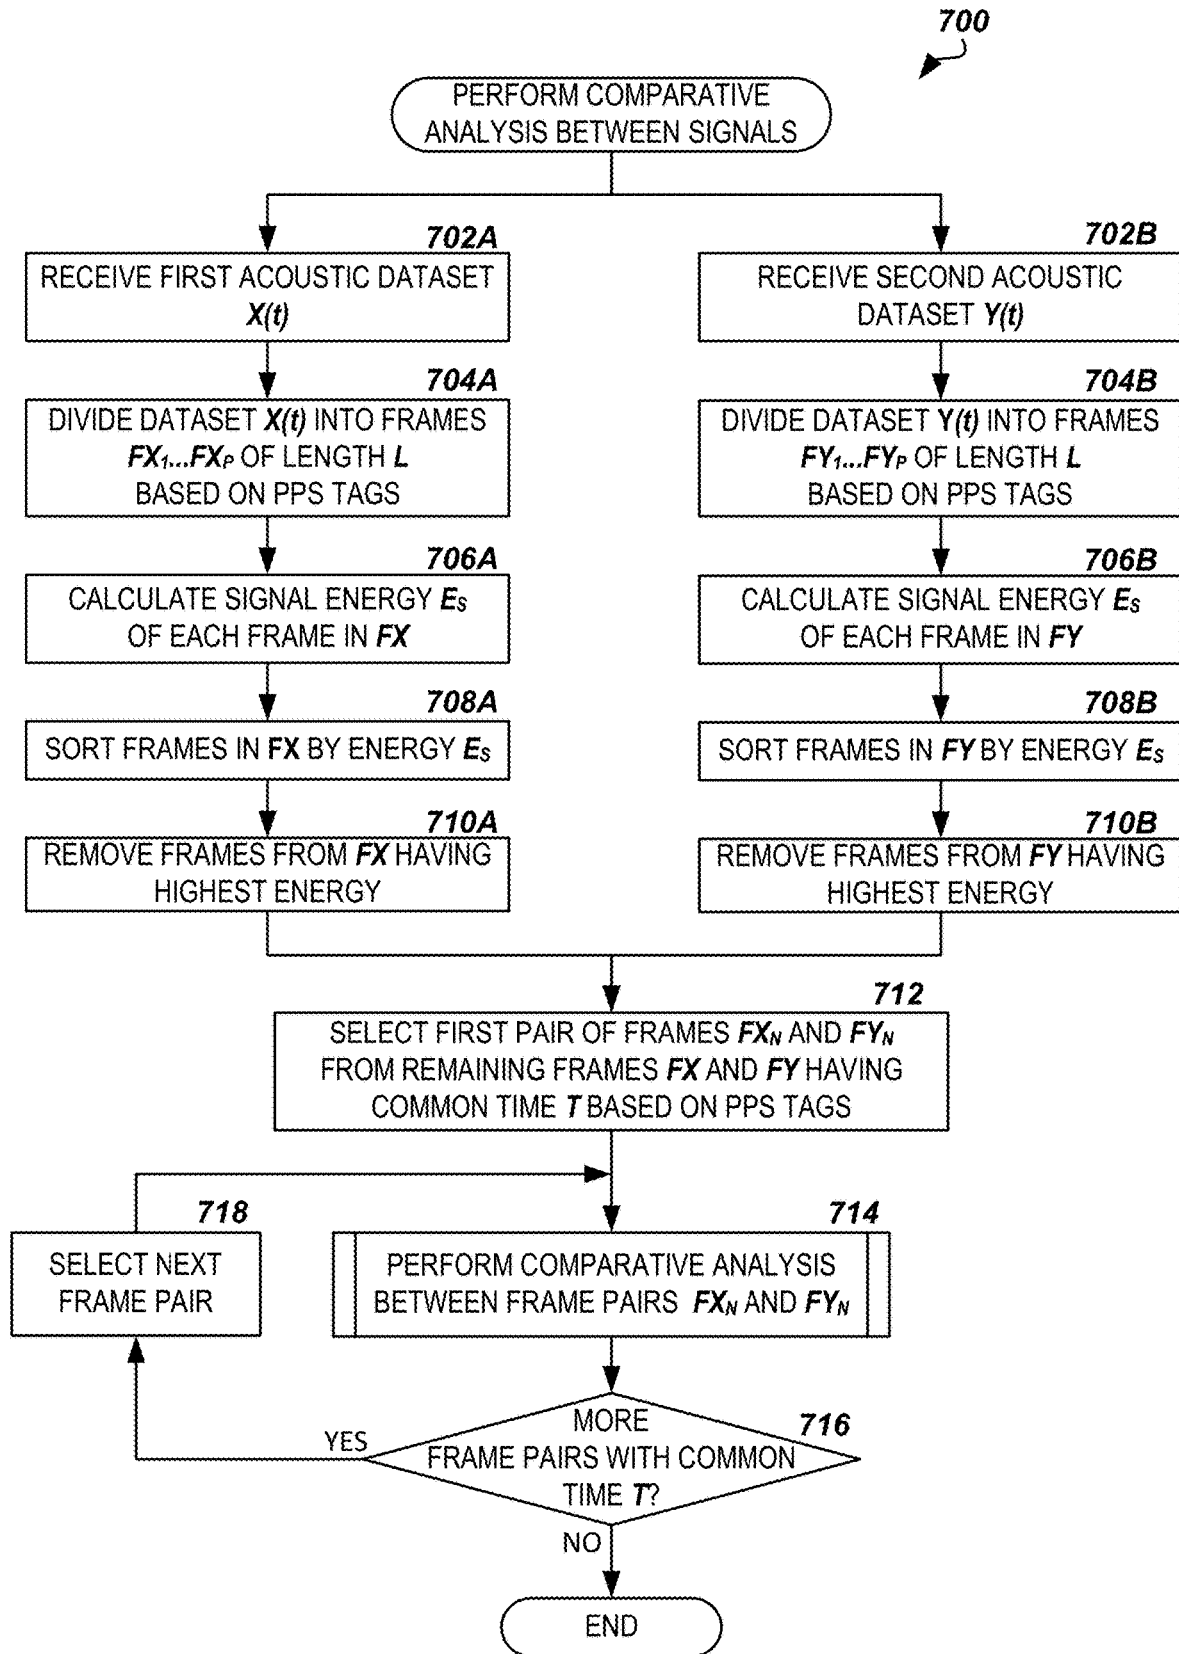 700
PERFORM COMPARATIVE
ANALYSIS BETWEEN SIGNALS
702A
RECEIVE FIRST ACOUSTIC DATASET
X(t)
702B
RECEIVE SECOND ACOUSTIC
DATASET Y(t)
704A
DIVIDE DATASET X(t) INTO FRAMES
FX1...FXP OF LENGTH L
BASED ON PPS TAGS
704B
DIVIDE DATASET Y(t) INTO FRAMES
FY1...FYP OF LENGTH L
BASED ON PPS TAGS
706A
CALCULATE SIGNAL ENERGY ES
OF EACH FRAME IN FX
706B
CALCULATE SIGNAL ENERGY ES
OF EACH FRAME IN FY
708A
SORT FRAMES IN FX BY ENERGY ES
708B
SORT FRAMES IN FY BY ENERGY ES
710A
REMOVE FRAMES FROM FX HAVING
HIGHEST ENERGY
710B
REMOVE FRAMES FROM FY HAVING
HIGHEST ENERGY
712
SELECT FIRST PAIR OF FRAMES FXN AND FYN
FROM REMAINING FRAMES FX AND FY HAVING
COMMON TIME T BASED ON PPS TAGS
718
SELECT NEXT
FRAME PAIR
714
PERFORM COMPARATIVE ANALYSIS
BETWEEN FRAME PAIRS FXN AND FYN
716
MORE
FRAME PAIRS WITH COMMON
TIME T?
YES
NO
END